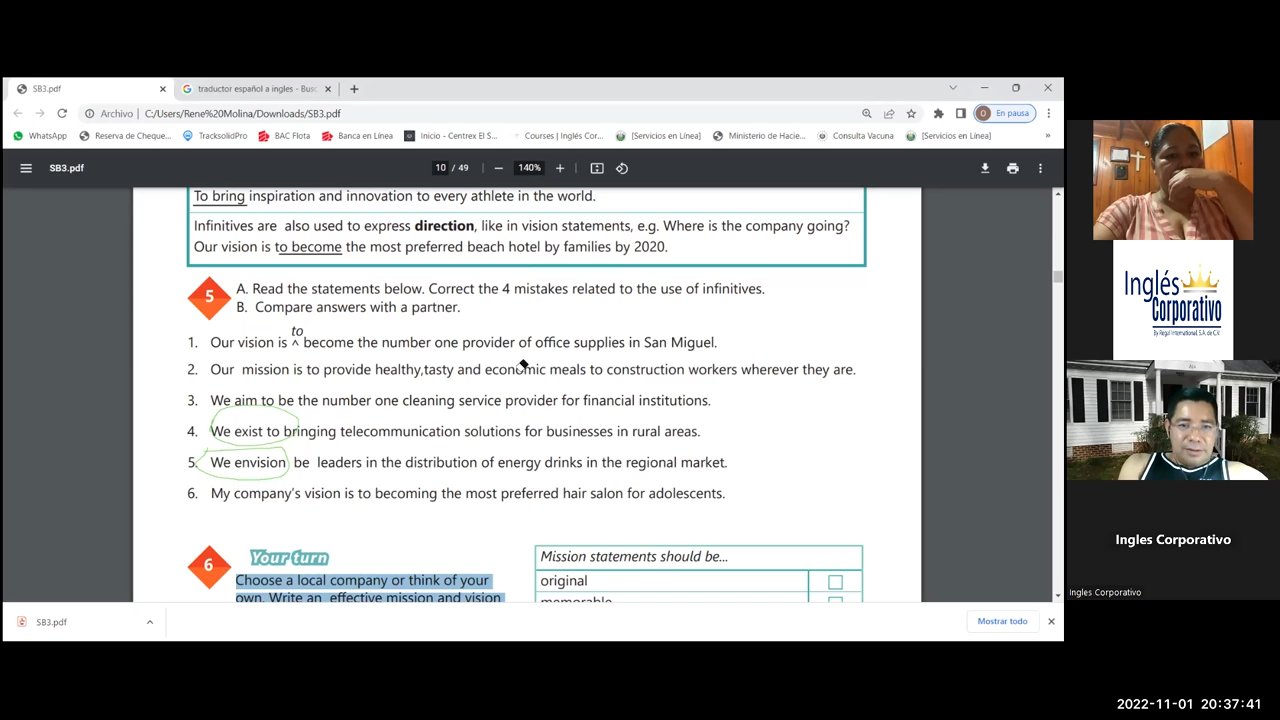 SB3.pdf
traductor español a ingles - Busc
Archivo
C:/Users/Rene%20Molina/Downloads/SB3.pdf
D
En pausa
WhatsApp
Reserva de Cheque...
TracksolidPro
BAC Flota
Banca en Línea
Inicio - Centrex El S...
Courses | Inglés Cor...
[Servicios en Línea]
Ministerio de Hacie...
Consulta Vacuna
[Servicios en Línea]
»
SB3.pdf
10 / 49
140%
To bring inspiration and innovation to every athlete in the world.
Infinitives are also used to express direction, like in vision statements, e.g. Where is the company going?
Our vision is to become the most preferred beach hotel by families by 2020.
5
A. Read the statements below. Correct the 4 mistakes related to the use of infinitives.
B. Compare answers with a partner.
to
1. Our vision is ^ become the number one provider of office supplies in San Miguel.
2. Our mission is to provide healthy,tasty and economic meals to construction workers wherever they are.
3. We aim to be the number one cleaning service provider for financial institutions.
4. We exist to bringing telecommunication solutions for businesses in rural areas.
5. We envision be leaders in the distribution of energy drinks in the regional market.
6. My company's vision is to becoming the most preferred hair salon for adolescents.
6
Your turn
Choose a local company or think of your
own. Write an effective mission and vision
Mission statements should be...
original
memorable
SB3.pdf
Mostrar todo
Inglés
Corporativo
By Regal International, S.A. de C.V.
Ingles Corporativo
Ingles Corporativo
2022-11-01 20:37:41